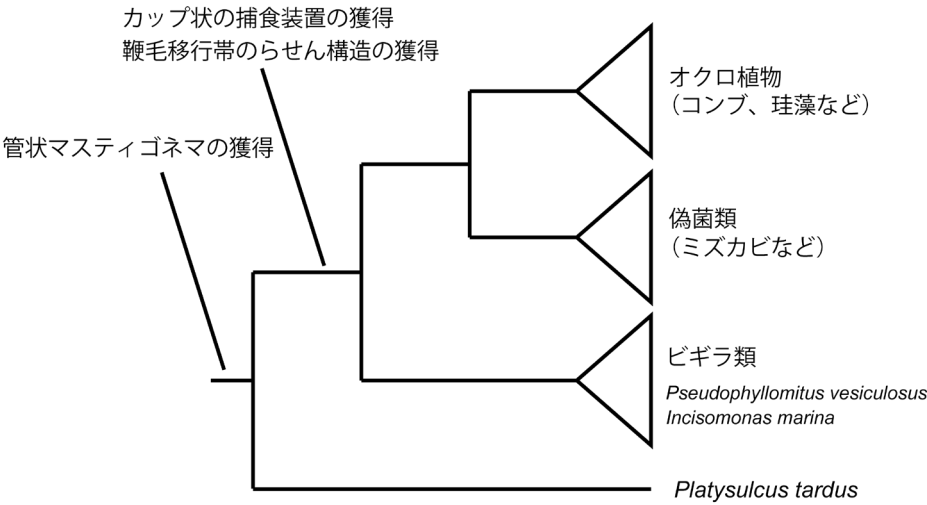 カップ状の捕食装置の獲得
鞭毛移行帯のらせん構造の獲得
管状マスティゴネマの獲得
オクロ植物
（コンブ、珪藻など）
偽菌類
（ミズカビなど）
ビギラ類
Pseudophyllomitus vesiculosus
Incisomonas marina
Platysulcus tardus